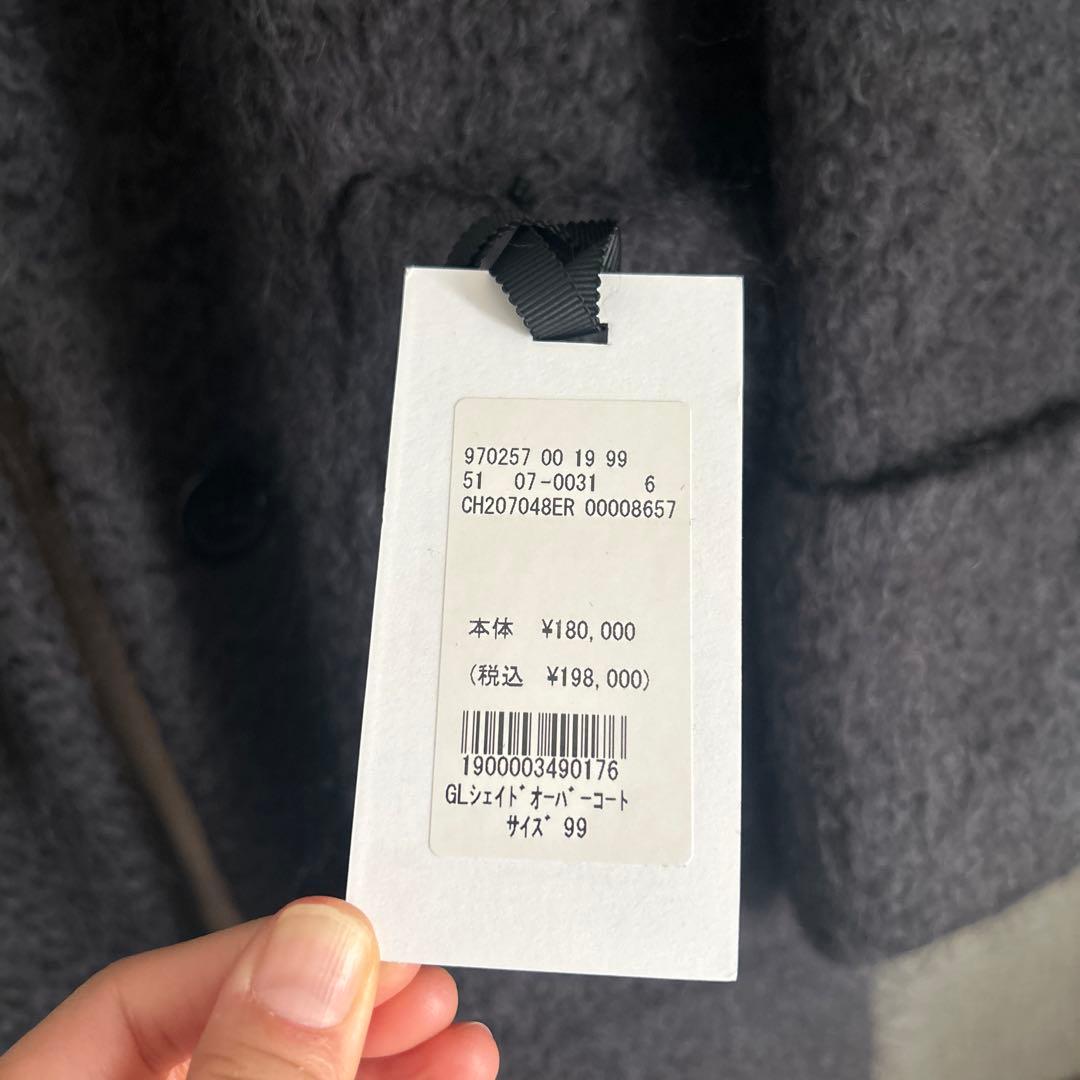 970257 00 19 99
51 07-0031 6
CH207048ER 00008657
本体 ¥180,000
(税込 ¥198,000)
1900003490176
GLシェイドオーバーコート
サイズ 99